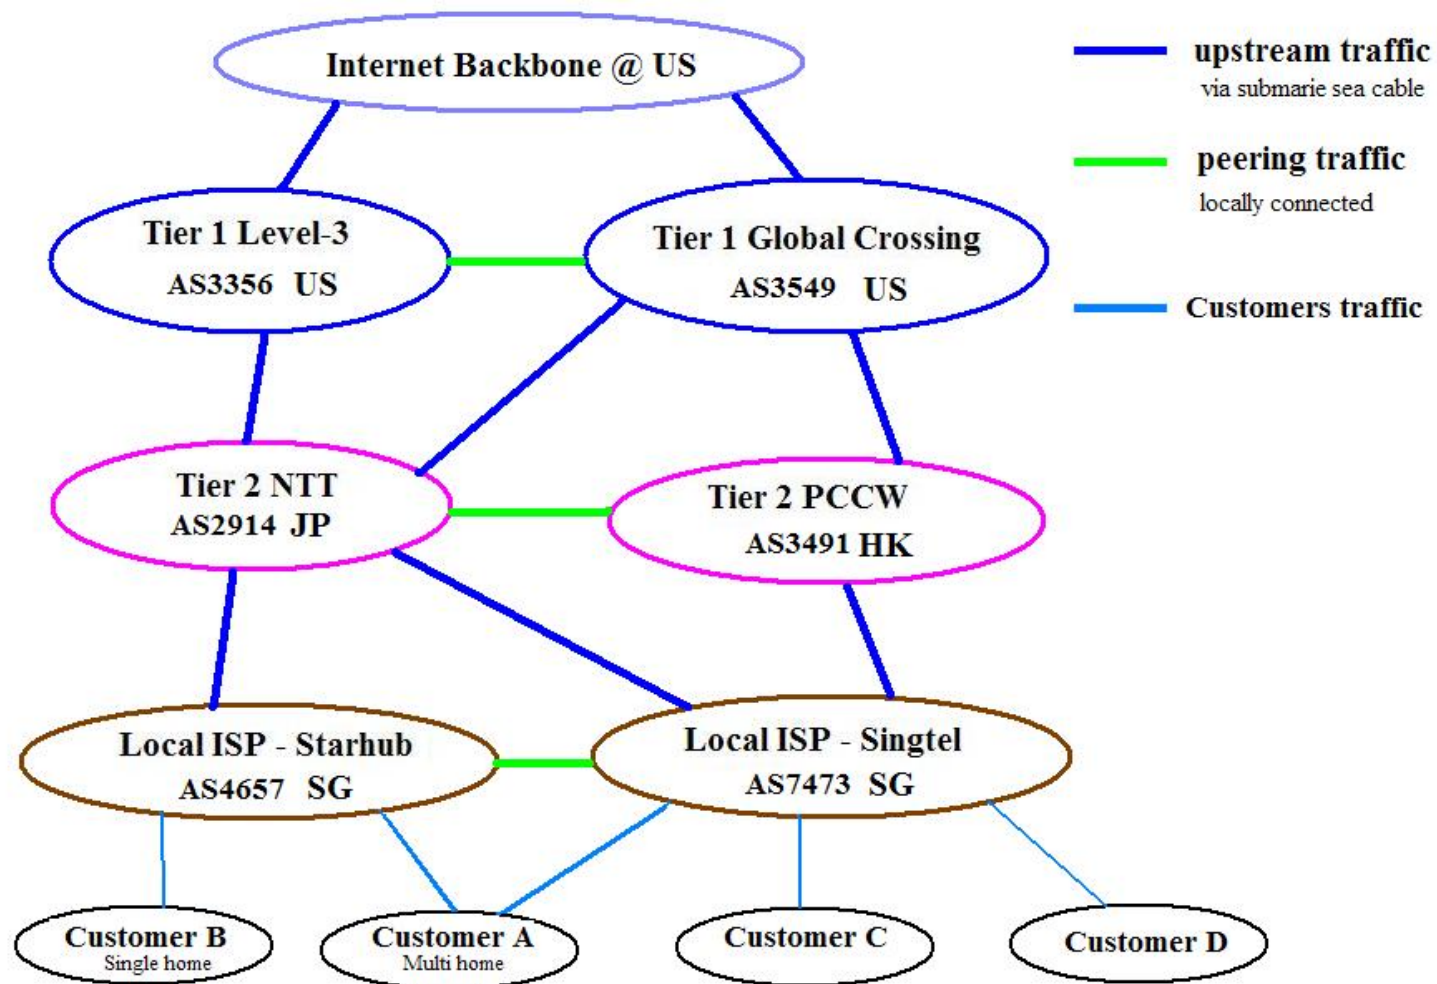 Internet Backbone @ US
upstream traffic
via submarie sea cable
peering traffic
locally connected
Customers traffic
Tier 1 Level-3
AS3356 US
Tier 1 Global Crossing
AS3549 US
Tier 2 NTT
AS2914 JP
Tier 2 PCCW
AS3491 HK
Local ISP - Starhub
AS4657 SG
Local ISP - Singtel
AS7473 SG
Customer B
Single home
Customer A
Multi home
Customer C
Customer D